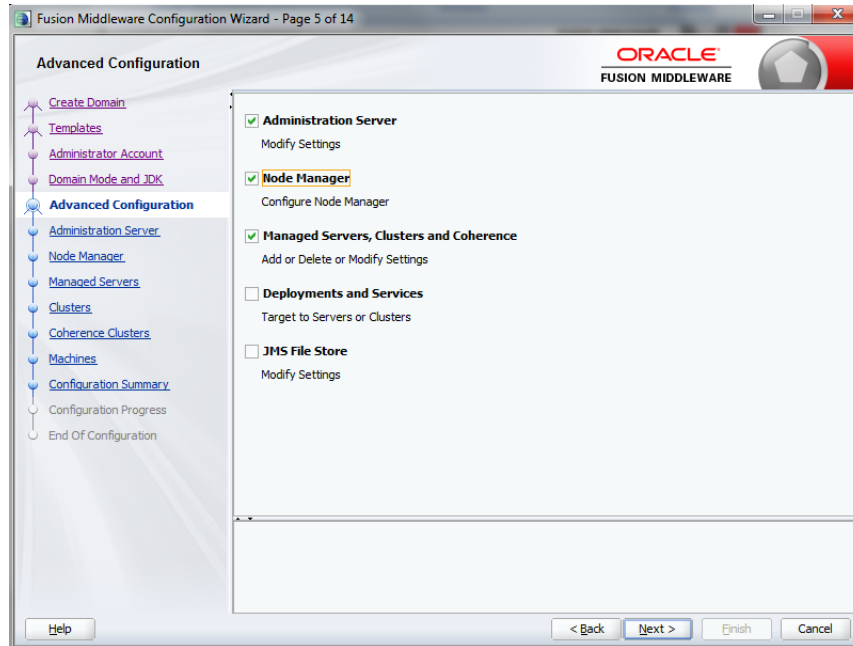 Fusion Middleware Configuration Wizard - Page 5 of 14
Advanced Configuration
ORACLE
FUSION MIDDLEWARE
Create Domain
Templates
Administrator Account
Domain Mode and JDK
Advanced Configuration
Administration Server
Node Manager
Managed Servers
Clusters
Coherence Clusters
Machines
Configuration Summary
Configuration Progress
End Of Configuration
Administration Server
Modify Settings
Node Manager
Configure Node Manager
Managed Servers, Clusters and Coherence
Add or Delete or Modify Settings
Deployments and Services
Target to Servers or Clusters
JMS File Store
Modify Settings
Help
< Back
Next >
Finish
Cancel